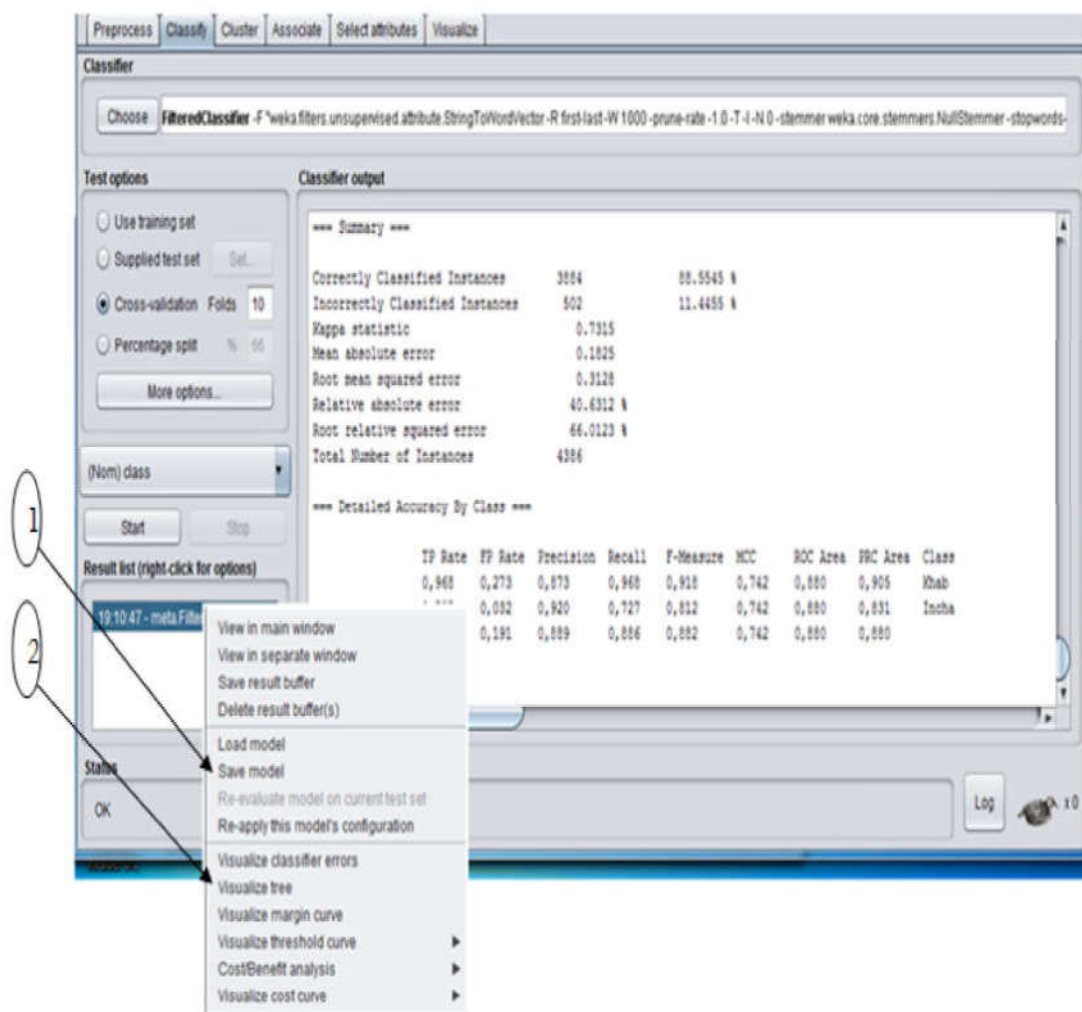 Preprocess Classify Cluster Associate Select attributes Visualize
Classifier
Choose FilteredClassifier -F "weka.filters.unsupervised.attribute.StringToWordVector -R first-last -W 1000 -prune-rate -1.0 -T -I -N 0 -stemmer weka.core.stemmers.NullStemmer -stopwords-
Test options
Use training set
Supplied test set Set...
Cross-validation Folds 10
Percentage split % 66
More options...
(Nom) class
Start Stop
Result list (right-click for options)
19:10:47 - meta.Filte
Classifier output
=== Summary ===
Correctly Classified Instances 3884 88.5545 %
Incorrectly Classified Instances 502 11.4455 %
Kappa statistic 0.7315
Mean absolute error 0.1825
Root mean squared error 0.3128
Relative absolute error 40.6312 %
Root relative squared error 66.0123 %
Total Number of Instances 4386
=== Detailed Accuracy By Class ===
TP Rate FP Rate Precision Recall F-Measure MCC ROC Area PRC Area Class
0,968 0,273 0,873 0,968 0,918 0,742 0,880 0,905 Khab
0,032 0,920 0,727 0,812 0,742 0,880 0,831 Incha
0,191 0,889 0,886 0,882 0,742 0,880 0,880
1
2
View in main window
View in separate window
Save result buffer
Delete result buffer(s)
Load model
Save model
Re-evaluate model on current test set
Re-apply this model's configuration
Visualize classifier errors
Visualize tree
Visualize margin curve
Visualize threshold curve
Cost/Benefit analysis
Visualize cost curve
Status
OK
Log
x 0